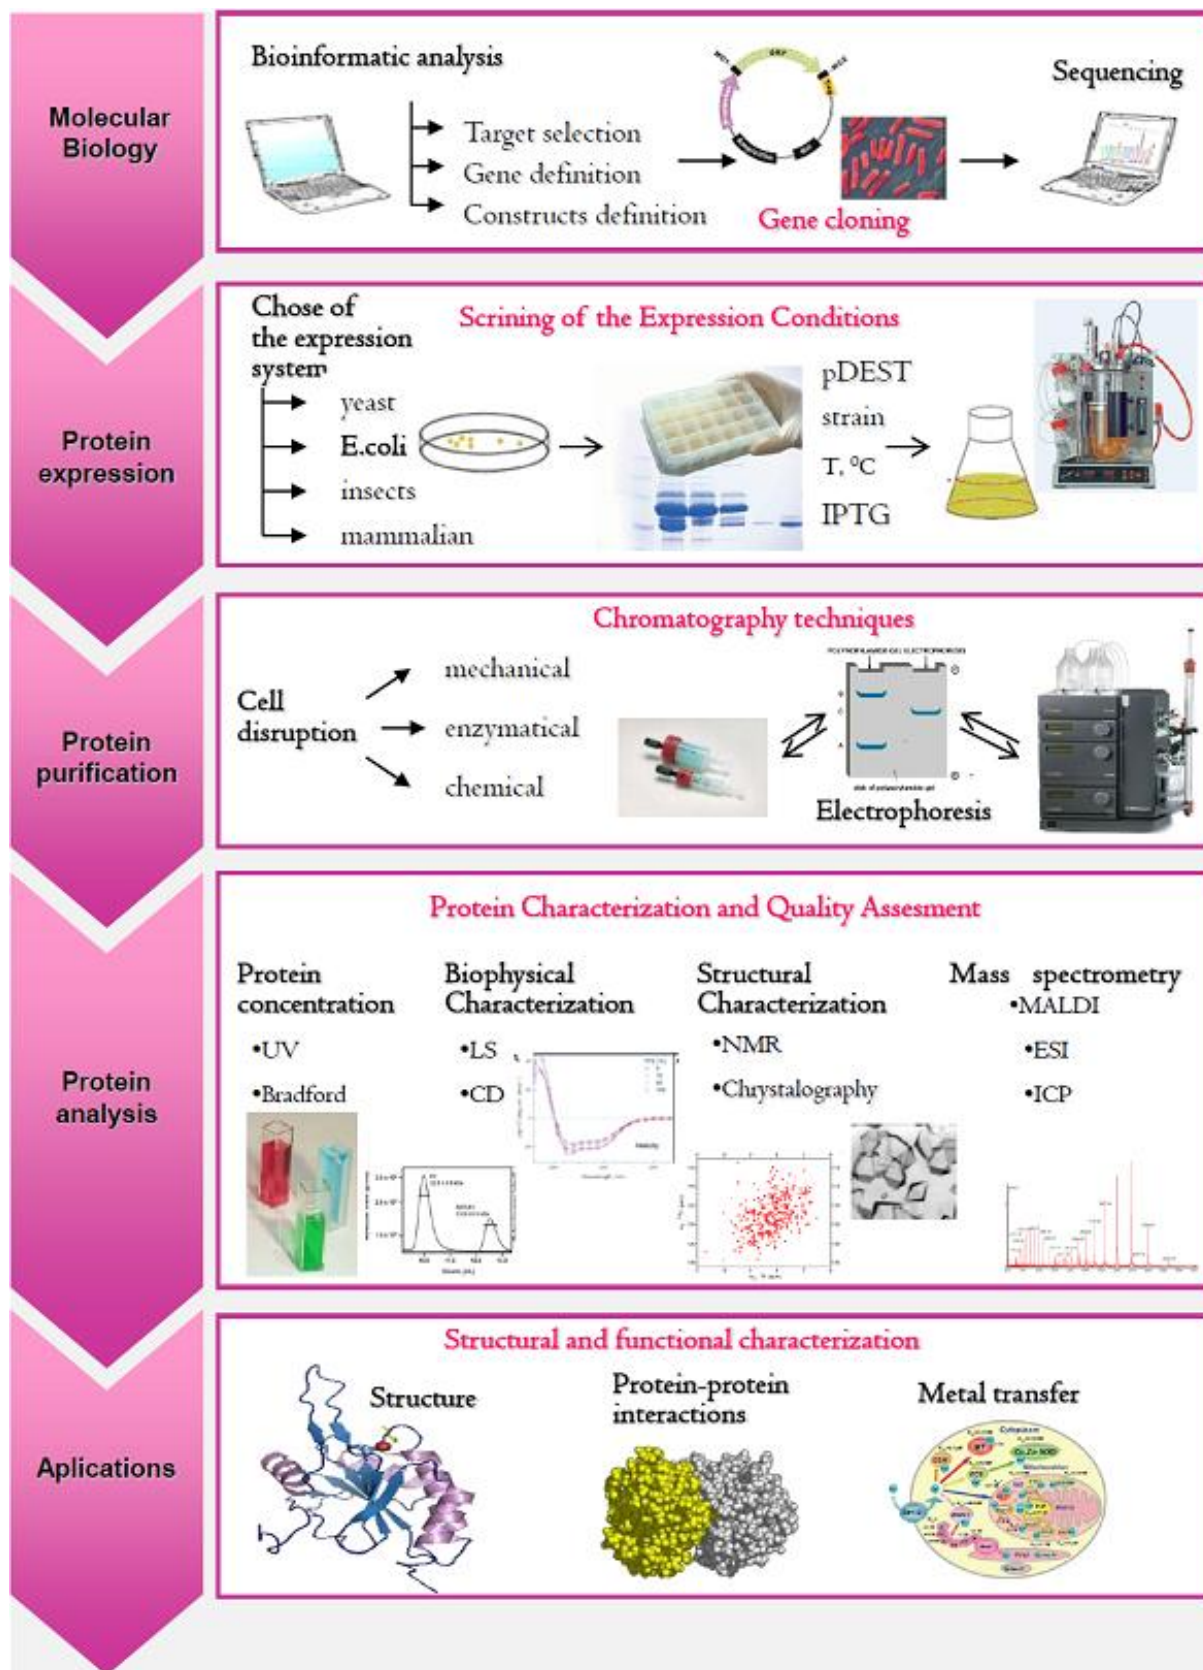 Molecular
Biology
Bioinformatic analysis
Target selection
Gene definition
Constructs definition
Gene cloning
Sequencing
Protein
expression
Chose of
the expression
system
yeast
E.coli
insects
mammalian
Scrining of the Expression Conditions
pDEST
strain
T, ⁰C
IPTG
Protein
purification
Chromatography techniques
Cell
disruption
mechanical
enzymatical
chemical
Electrophoresis
Protein
analysis
Protein Characterization and Quality Assesment
Protein
concentration
•UV
•Bradford
Biophysical
Characterization
•LS
•CD
Structural
Characterization
•NMR
•Chrystalography
Mass spectrometry
•MALDI
•ESI
•ICP
Aplications
Structural and functional characterization
Structure
Protein-protein
interactions
Metal transfer
Cytoplasm